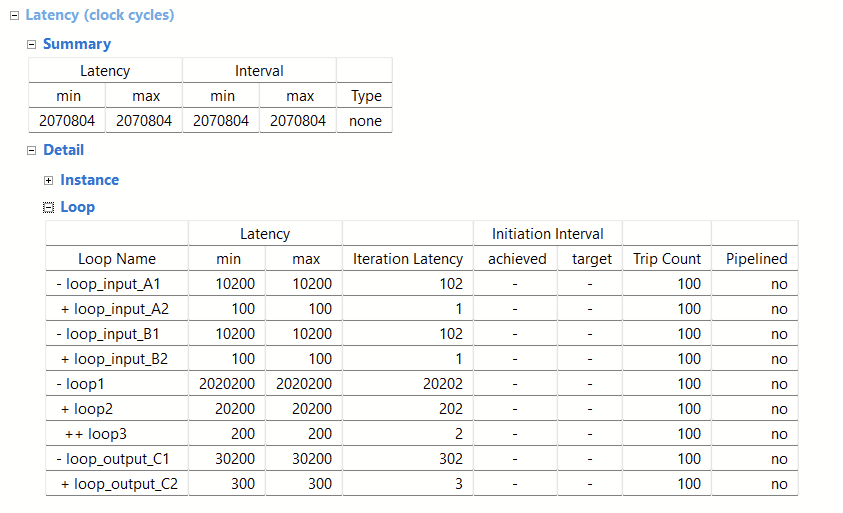 Latency (clock cycles)
Summary
Latency Interval
min max min max Type
2070804 2070804 2070804 2070804 none
Detail
Instance
Loop
Latency Initiation Interval
Loop Name min max Iteration Latency achieved target Trip Count Pipelined
- loop_input_A1 10200 10200 102 - - 100 no
+ loop_input_A2 100 100 1 - - 100 no
- loop_input_B1 10200 10200 102 - - 100 no
+ loop_input_B2 100 100 1 - - 100 no
- loop1 2020200 2020200 20202 - - 100 no
+ loop2 20200 20200 202 - - 100 no
++ loop3 200 200 2 - - 100 no
- loop_output_C1 30200 30200 302 - - 100 no
+ loop_output_C2 300 300 3 - - 100 no